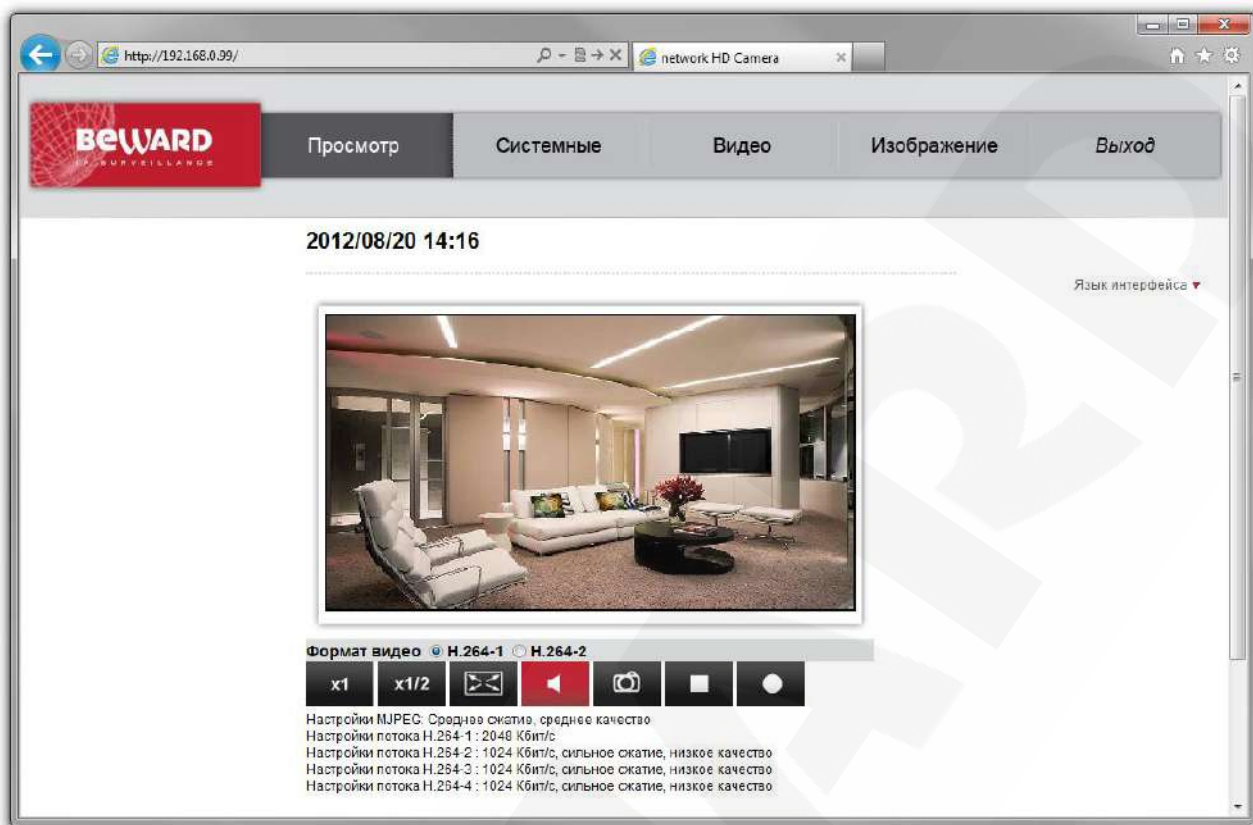 http://192.168.0.99/
network HD Camera
BEWARD
IP SURVEILLANCE
Просмотр
Системные
Видео
Изображение
Выход
2012/08/20 14:16
Язык интерфейса
Формат видео H.264-1 H.264-2
x1 x1/2
Настройки MJPEG: Среднее сжатие, среднее качество
Настройки потока H.264-1 : 2048 Кбит/с
Настройки потока H.264-2 : 1024 Кбит/с, сильное сжатие, низкое качество
Настройки потока H.264-3 : 1024 Кбит/с, сильное сжатие, низкое качество
Настройки потока H.264-4 : 1024 Кбит/с, сильное сжатие, низкое качество